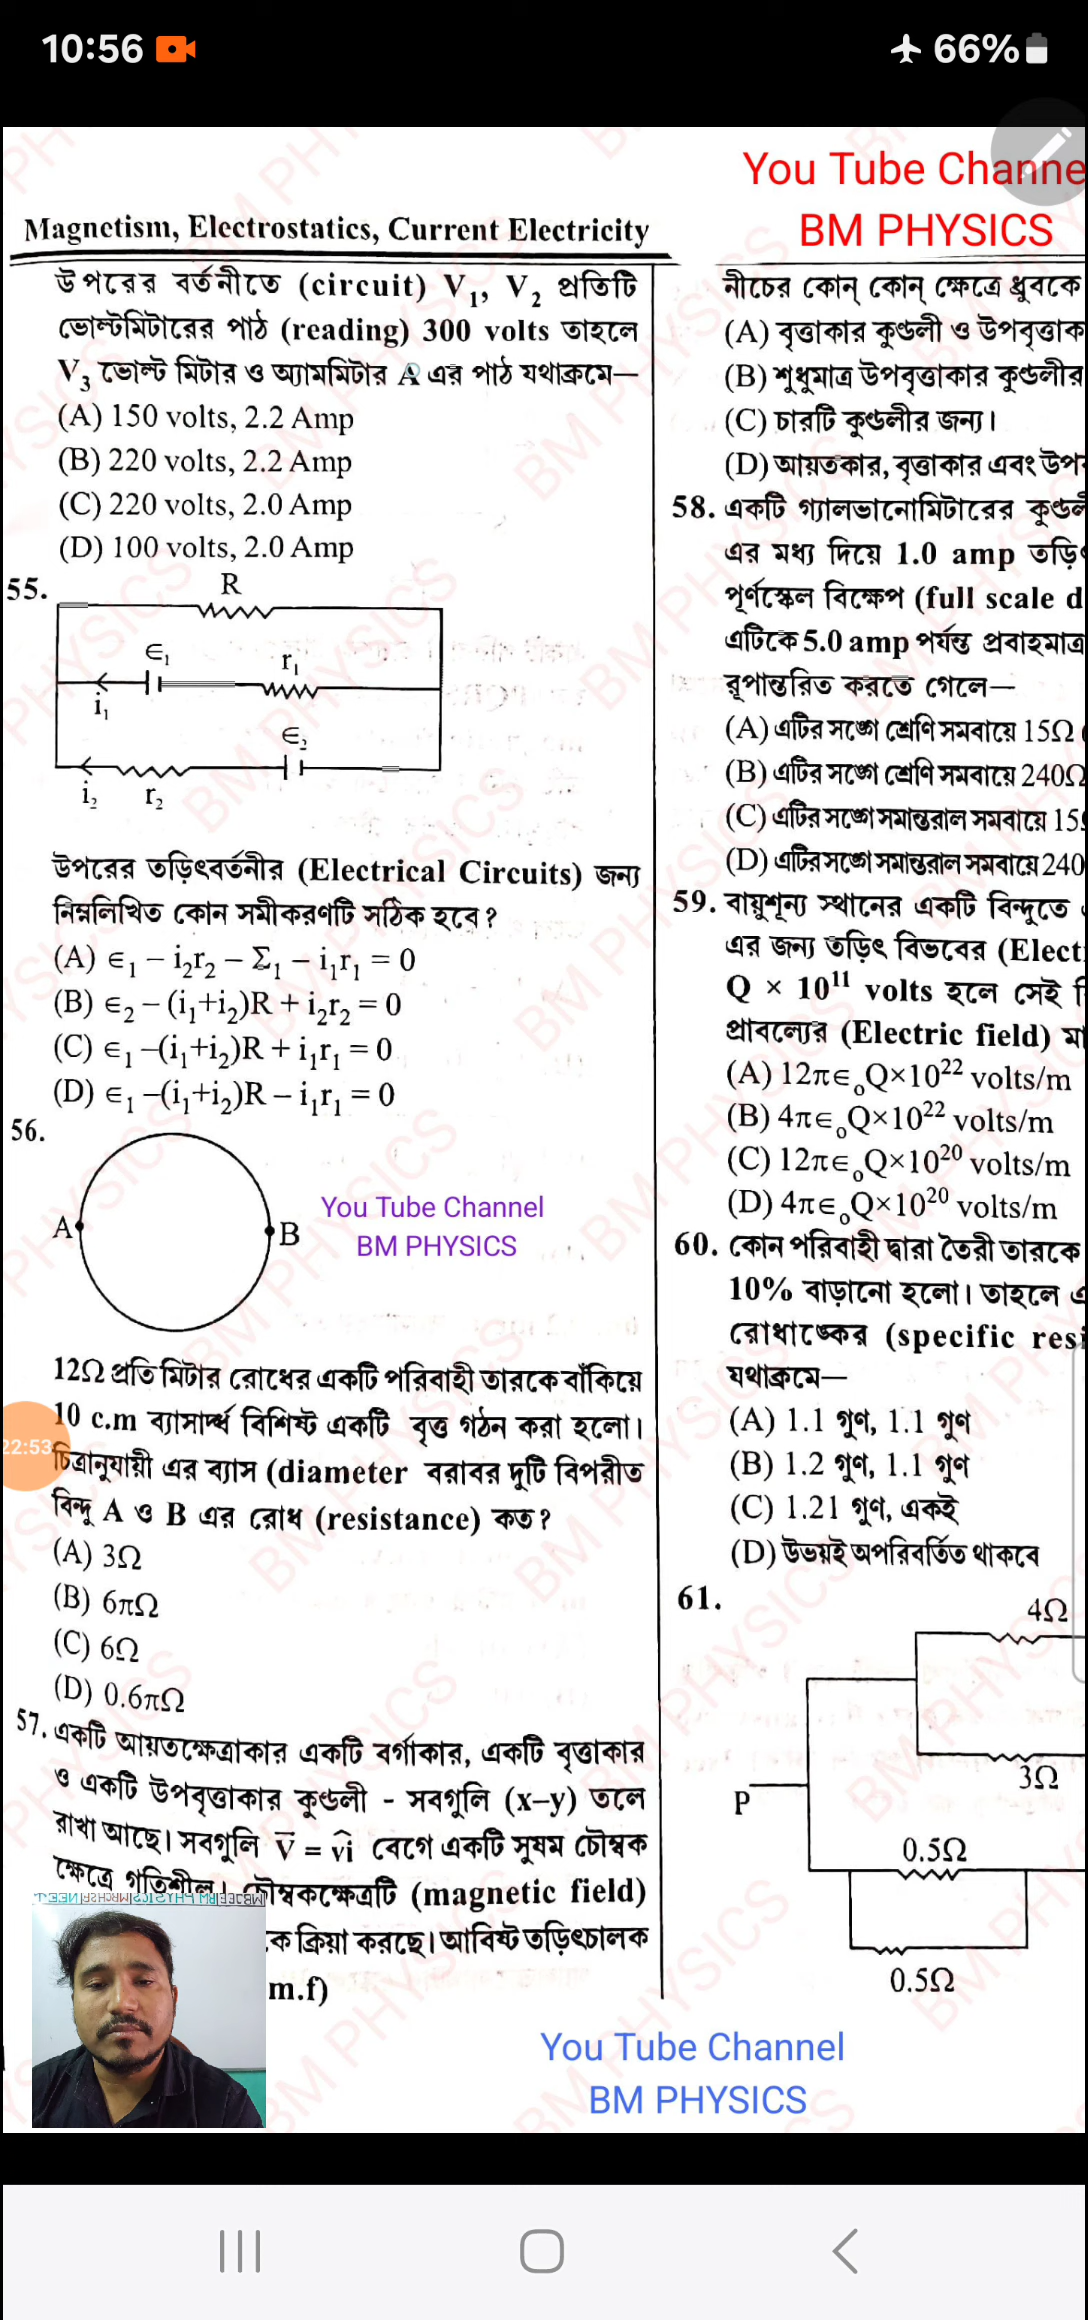 10:56
66%
You Tube Channe
BM PHYSICS
Magnetism, Electrostatics, Current Electricity
উপরের বর্তনীতে (circuit) V₁, V₂ প্রতিটি
ভোল্টমিটারের পাঠ (reading) 300 volts তাহলে
V₃ ভোল্ট মিটার ও অ্যামমিটার A এর পাঠ যথাক্রমে—
(A) 150 volts, 2.2 Amp
(B) 220 volts, 2.2 Amp
(C) 220 volts, 2.0 Amp
(D) 100 volts, 2.0 Amp
55.
R
∈₁
r₁
i₁
∈₂
i₂
r₂
উপরের তড়িৎবর্তনীর (Electrical Circuits) জন্য
নিম্নলিখিত কোন সমীকরণটি সঠিক হবে?
(A) ∈₁ − i₂r₂ − Σ₁ − i₁r₁ = 0
(B) ∈₂ − (i₁+i₂)R + i₂r₂ = 0
(C) ∈₁ −(i₁+i₂)R + i₁r₁ = 0
(D) ∈₁ −(i₁+i₂)R − i₁r₁ = 0
56.
A
B
You Tube Channel
BM PHYSICS
12Ω প্রতি মিটার রোধের একটি পরিবাহী তারকে বাঁকিয়ে
10 c.m ব্যাসার্ধ্ব বিশিষ্ট একটি বৃত্ত গঠন করা হলো।
22:53
চিত্রানুযায়ী এর ব্যাস (diameter বরাবর দুটি বিপরীত
বিন্দু A ও B এর রোধ (resistance) কত?
(A) 3Ω
(B) 6πΩ
(C) 6Ω
(D) 0.6πΩ
57. একটি আয়তক্ষেত্রাকার একটি বর্গাকার, একটি বৃত্তাকার
ও একটি উপবৃত্তাকার কুণ্ডলী - সবগুলি (x–y) তলে
রাখা আছে। সবগুলি V̅ = vî বেগে একটি সুষম চৌম্বক
ক্ষেত্রে গতিশীল। চৌম্বকক্ষেত্রটি (magnetic field)
ক ক্রিয়া করছে। আবিষ্ট তড়িৎচালক
m.f)
নীচের কোন্ কোন্ ক্ষেত্রে ধ্রুবকে
(A) বৃত্তাকার কুণ্ডলী ও উপবৃত্তাক
(B) শুধুমাত্র উপবৃত্তাকার কুণ্ডলীর
(C) চারটি কুণ্ডলীর জন্য।
(D) আয়তকার, বৃত্তাকার এবং উপ
58. একটি গ্যালভানোমিটারের কুণ্ডল
এর মধ্য দিয়ে 1.0 amp তড়ি
পূর্ণস্কেল বিক্ষেপ (full scale d
এটিকে 5.0 amp পর্যন্ত প্রবাহমাত্র
রূপান্তরিত করতে গেলে—
(A) এটির সঙ্গে শ্রেণি সমবায়ে 15Ω
(B) এটির সঙ্গে শ্রেণি সমবায়ে 240Ω
(C) এটির সঙ্গে সমান্তরাল সমবায়ে 15
(D) এটির সঙ্গে সমান্তরাল সমবায়ে 240
59. বায়ুশূন্য স্থানের একটি বিন্দুতে
এর জন্য তড়িৎ বিভবের (Elect
Q × 10¹¹ volts হলে সেই
প্রাবল্যের (Electric field) মা
(A) 12π∈₀Q×10²² volts/m
(B) 4π∈₀Q×10²² volts/m
(C) 12π∈₀Q×10²⁰ volts/m
(D) 4π∈₀Q×10²⁰ volts/m
60. কোন পরিবাহী দ্বারা তৈরী তারকে
10% বাড়ানো হলো। তাহলে এ
রোধাঙ্কের (specific resi
যথাক্রমে—
(A) 1.1 গুণ, 1.1 গুণ
(B) 1.2 গুণ, 1.1 গুণ
(C) 1.21 গুণ, একই
(D) উভয়ই অপরিবর্তিত থাকবে
61.
4Ω
3Ω
P
0.5Ω
0.5Ω
You Tube Channel
BM PHYSICS